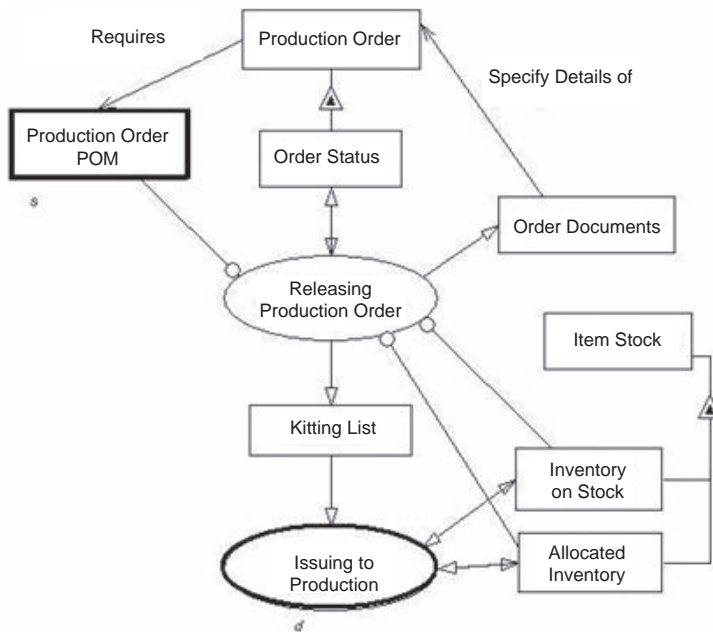 Requires
Production Order
Specify Details of
Production Order
POM
s
Order Status
Order Documents
Releasing
Production Order
Item Stock
Kitting List
Inventory
on Stock
Issuing to
Production
Allocated
Inventory
d